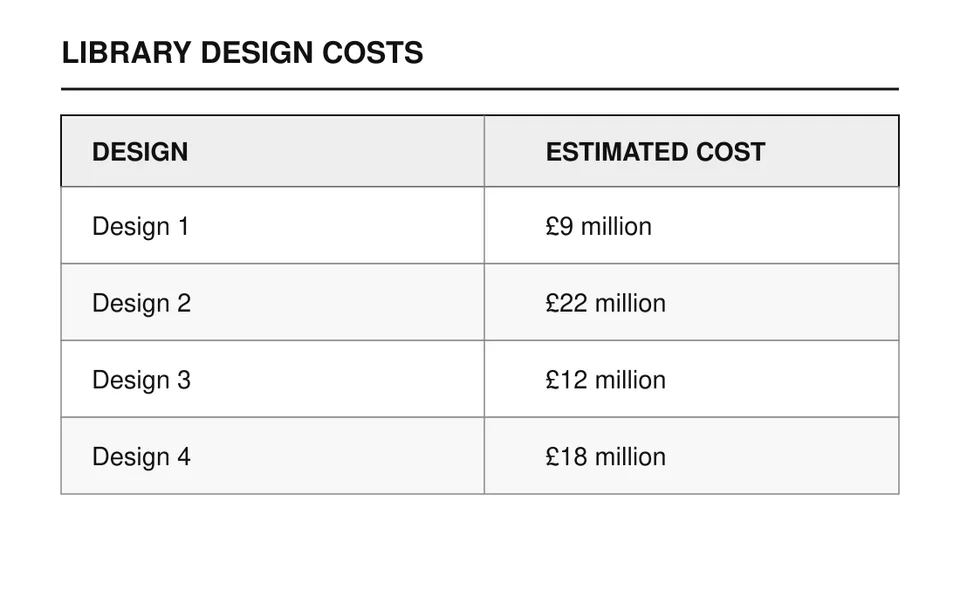 LIBRARY DESIGN COSTS
DESIGN ESTIMATED COST
Design 1 £9 million
Design 2 £22 million
Design 3 £12 million
Design 4 £18 million